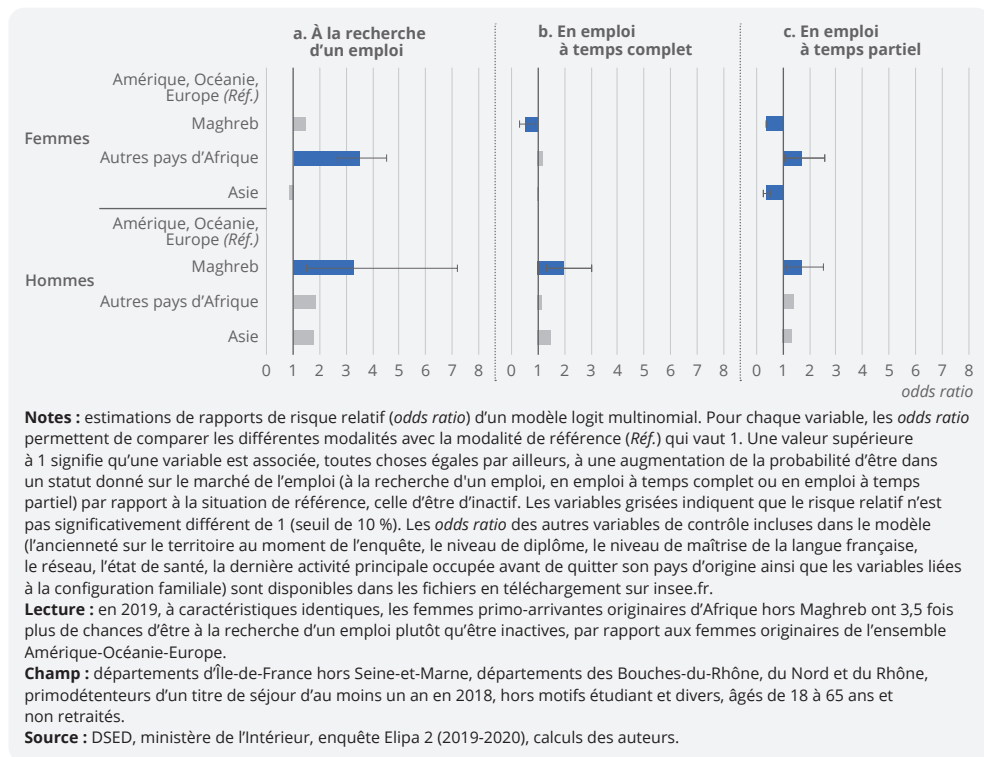 a. À la recherche
d’un emploi
b. En emploi
à temps complet
c. En emploi
à temps partiel
Femmes
Amérique, Océanie,
Europe (Réf.)
Maghreb
Autres pays d’Afrique
Asie
Hommes
Amérique, Océanie,
Europe (Réf.)
Maghreb
Autres pays d’Afrique
Asie
0 1 2 3 4 5 6 7 8
0 1 2 3 4 5 6 7 8
0 1 2 3 4 5 6 7 8
odds ratio
Notes : estimations de rapports de risque relatif (odds ratio) d’un modèle logit multinomial. Pour chaque variable, les odds ratio
permettent de comparer les différentes modalités avec la modalité de référence (Réf.) qui vaut 1. Une valeur supérieure
à 1 signifie qu’une variable est associée, toutes choses égales par ailleurs, à une augmentation de la probabilité d’être dans
un statut donné sur le marché de l’emploi (à la recherche d'un emploi, en emploi à temps complet ou en emploi à temps
partiel) par rapport à la situation de référence, celle d’être d’inactif. Les variables grisées indiquent que le risque relatif n’est
pas significativement différent de 1 (seuil de 10 %). Les odds ratio des autres variables de contrôle incluses dans le modèle
(l’ancienneté sur le territoire au moment de l’enquête, le niveau de diplôme, le niveau de maîtrise de la langue française,
le réseau, l’état de santé, la dernière activité principale occupée avant de quitter son pays d’origine ainsi que les variables liées
à la configuration familiale) sont disponibles dans les fichiers en téléchargement sur insee.fr.
Lecture : en 2019, à caractéristiques identiques, les femmes primo-arrivantes originaires d’Afrique hors Maghreb ont 3,5 fois
plus de chances d’être à la recherche d’un emploi plutôt qu’être inactives, par rapport aux femmes originaires de l’ensemble
Amérique-Océanie-Europe.
Champ : départements d’Île-de-France hors Seine-et-Marne, départements des Bouches-du-Rhône, du Nord et du Rhône,
primodétenteurs d’un titre de séjour d’au moins un an en 2018, hors motifs étudiant et divers, âgés de 18 à 65 ans et
non retraités.
Source : DSED, ministère de l’Intérieur, enquête Elipa 2 (2019-2020), calculs des auteurs.